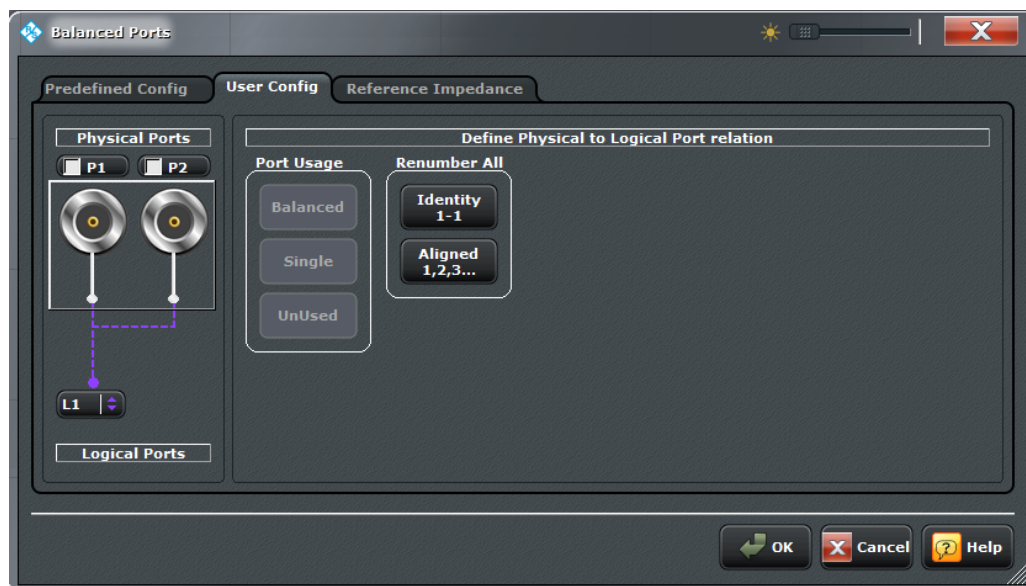 Balanced Ports
Predefined Config
User Config
Reference Impedance
Physical Ports
P1
P2
L1
Logical Ports
Define Physical to Logical Port relation
Port Usage
Balanced
Single
UnUsed
Renumber All
Identity
1-1
Aligned
1,2,3...
OK
Cancel
Help